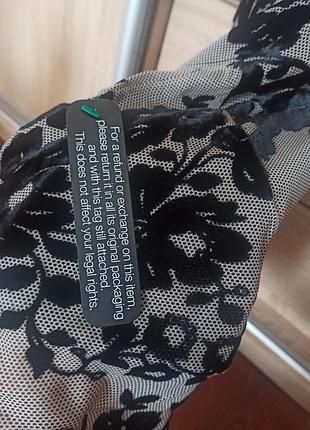 For a refund or exchange on this item,
please return it in all its original packaging
and with this tag still attached.
This does not affect your legal rights.